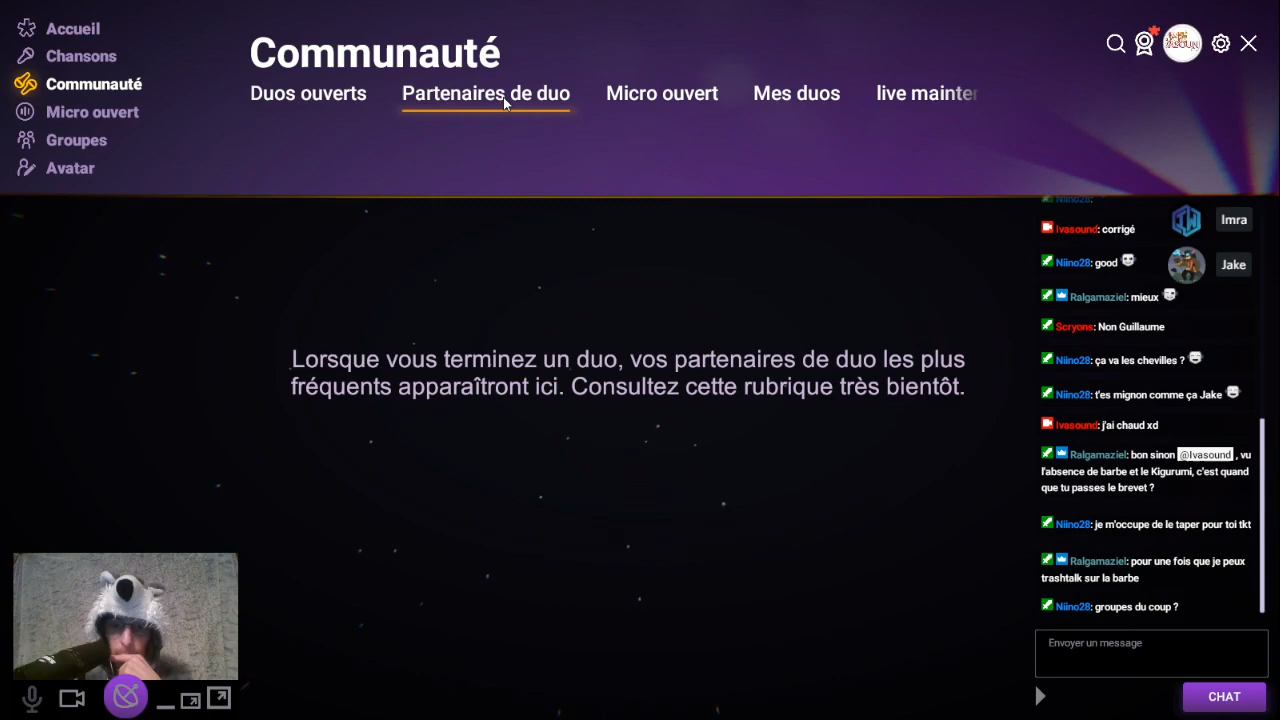 Accueil
Chansons
Communauté
Micro ouvert
Groupes
Avatar
Communauté
Duos ouverts
Partenaires de duo
Micro ouvert
Mes duos
live mainten
Lorsque vous terminez un duo, vos partenaires de duo les plus
fréquents apparaîtront ici. Consultez cette rubrique très bientôt.
Niino28:
Ivasound: corrigé
Imra
Niino28: good
Jake
Ralgamaziel: mieux
Scryons: Non Guillaume
Niino28: ça va les chevilles ?
Niino28: t'es mignon comme ça Jake
Ivasound: j'ai chaud xd
Ralgamaziel: bon sinon @Ivasound , vu
l'absence de barbe et le Kigurumi, c'est quand
que tu passes le brevet ?
Niino28: je m'occupe de le taper pour toi tkt
Ralgamaziel: pour une fois que je peux
trashtalk sur la barbe
Niino28: groupes du coup ?
Envoyer un message
CHAT